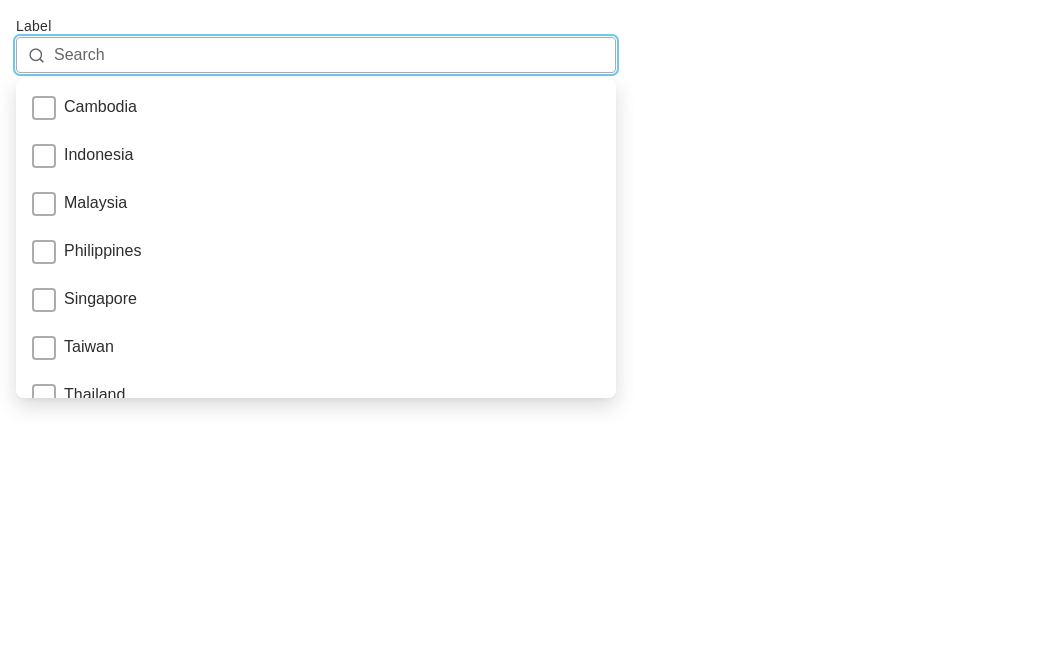 Label
Search
Cambodia
Indonesia
Malaysia
Philippines
Singapore
Taiwan
Thailand